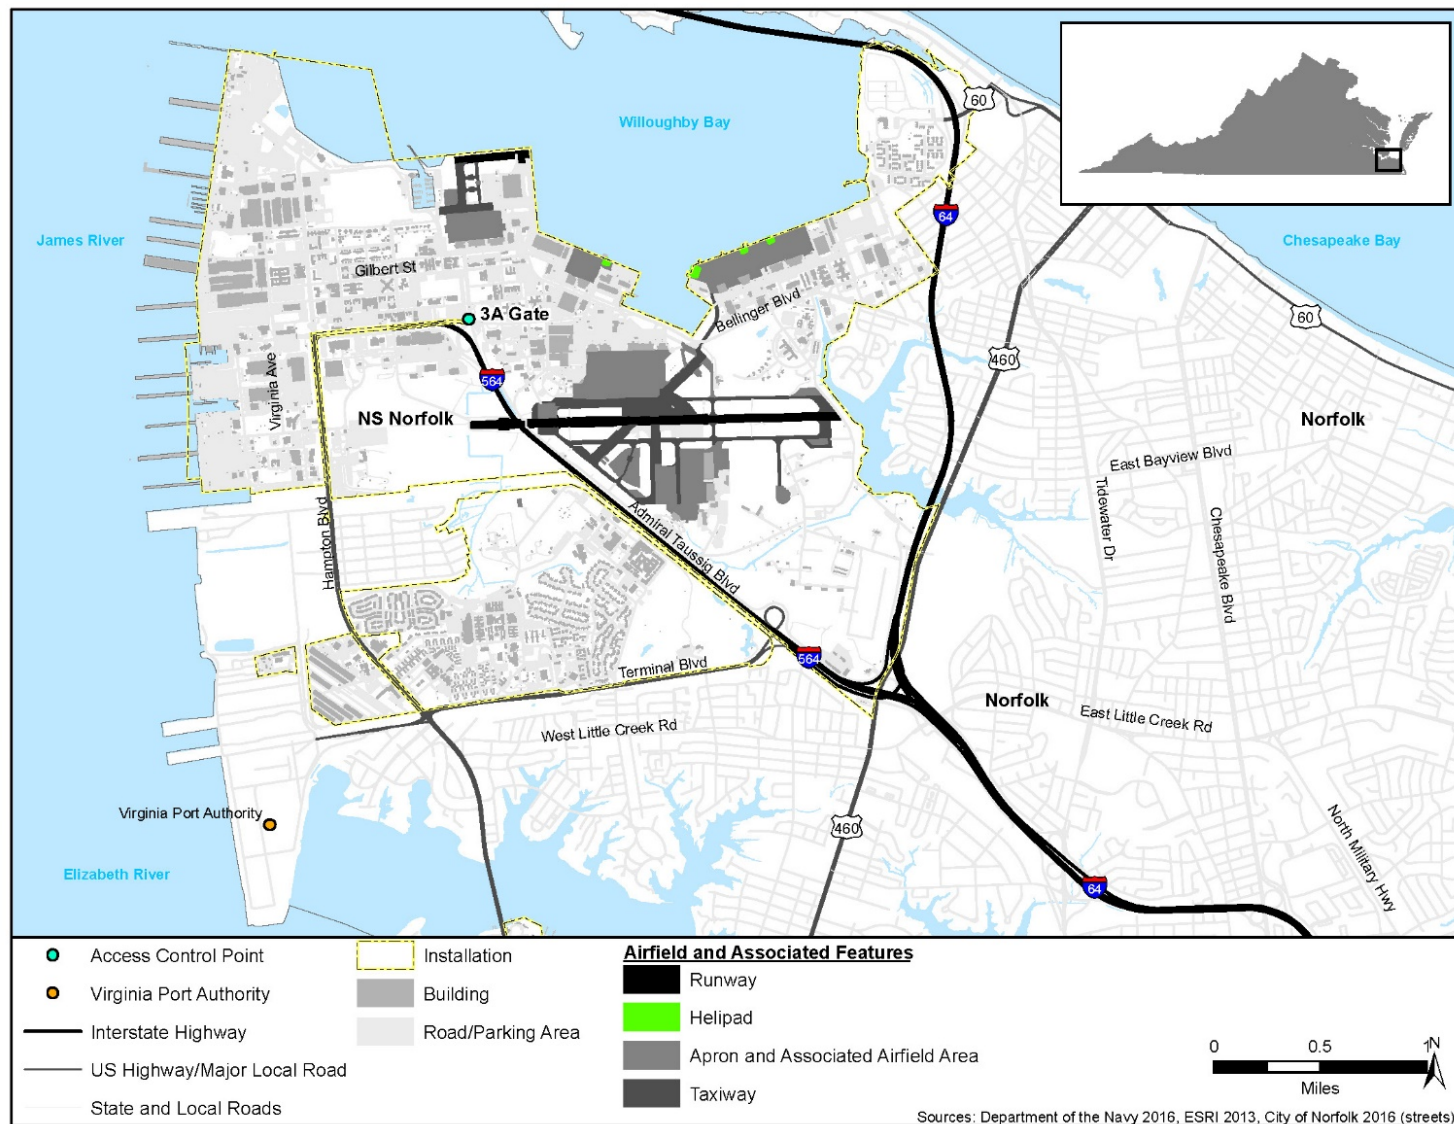 60
Willoughby Bay
James River
64
Chesapeake Bay
Gilbert St
3A Gate
Bellinger Blvd
60
460
564
Virginia Ave
NS Norfolk
Norfolk
East Bayview Blvd
Hampton Blvd
Admiral Taussig Blvd
Tidewater Dr
Chesapeake Blvd
Terminal Blvd
564
Norfolk
East Little Creek Rd
West Little Creek Rd
Virginia Port Authority
460
North Military Hwy
Elizabeth River
64
Access Control Point
Virginia Port Authority
Interstate Highway
US Highway/Major Local Road
State and Local Roads
Installation
Building
Road/Parking Area
Airfield and Associated Features
Runway
Helipad
Apron and Associated Airfield Area
Taxiway
0 0.5 1
Miles
N
Sources: Department of the Navy 2016, ESRI 2013, City of Norfolk 2016 (streets)